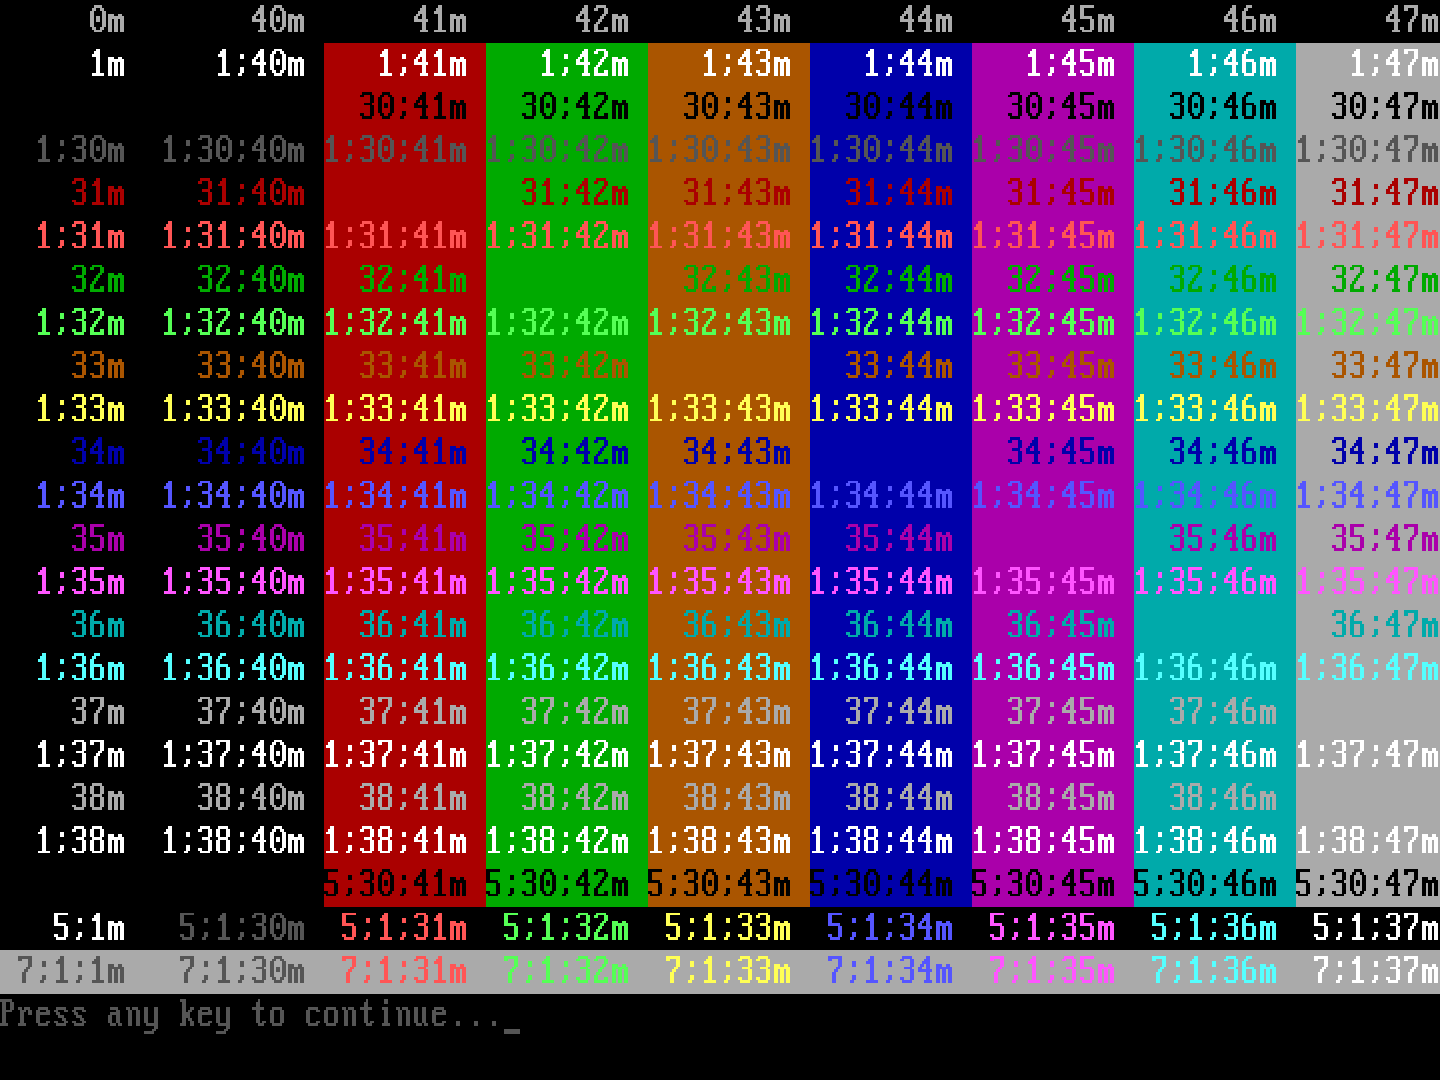 0m 40m 41m 42m 43m 44m 45m 46m 47m
1m 1;40m 1;41m 1;42m 1;43m 1;44m 1;45m 1;46m 1;47m
30;41m 30;42m 30;43m 30;44m 30;45m 30;46m 30;47m
1;30m 1;30;40m 1;30;41m 1;30;42m 1;30;43m 1;30;44m 1;30;45m 1;30;46m 1;30;47m
31m 31;40m 31;42m 31;43m 31;44m 31;45m 31;46m 31;47m
1;31m 1;31;40m 1;31;41m 1;31;42m 1;31;43m 1;31;44m 1;31;45m 1;31;46m 1;31;47m
32m 32;40m 32;41m 32;43m 32;44m 32;45m 32;46m 32;47m
1;32m 1;32;40m 1;32;41m 1;32;42m 1;32;43m 1;32;44m 1;32;45m 1;32;46m 1;32;47m
33m 33;40m 33;41m 33;42m 33;44m 33;45m 33;46m 33;47m
1;33m 1;33;40m 1;33;41m 1;33;42m 1;33;43m 1;33;44m 1;33;45m 1;33;46m 1;33;47m
34m 34;40m 34;41m 34;42m 34;43m 34;45m 34;46m 34;47m
1;34m 1;34;40m 1;34;41m 1;34;42m 1;34;43m 1;34;44m 1;34;45m 1;34;46m 1;34;47m
35m 35;40m 35;41m 35;42m 35;43m 35;44m 35;46m 35;47m
1;35m 1;35;40m 1;35;41m 1;35;42m 1;35;43m 1;35;44m 1;35;45m 1;35;46m 1;35;47m
36m 36;40m 36;41m 36;42m 36;43m 36;44m 36;45m 36;47m
1;36m 1;36;40m 1;36;41m 1;36;42m 1;36;43m 1;36;44m 1;36;45m 1;36;46m 1;36;47m
37m 37;40m 37;41m 37;42m 37;43m 37;44m 37;45m 37;46m
1;37m 1;37;40m 1;37;41m 1;37;42m 1;37;43m 1;37;44m 1;37;45m 1;37;46m 1;37;47m
38m 38;40m 38;41m 38;42m 38;43m 38;44m 38;45m 38;46m
1;38m 1;38;40m 1;38;41m 1;38;42m 1;38;43m 1;38;44m 1;38;45m 1;38;46m 1;38;47m
5;30;41m 5;30;42m 5;30;43m 5;30;44m 5;30;45m 5;30;46m 5;30;47m
5;1m 5;1;30m 5;1;31m 5;1;32m 5;1;33m 5;1;34m 5;1;35m 5;1;36m 5;1;37m
7;1;1m 7;1;30m 7;1;31m 7;1;32m 7;1;33m 7;1;34m 7;1;35m 7;1;36m 7;1;37m
Press any key to continue..._